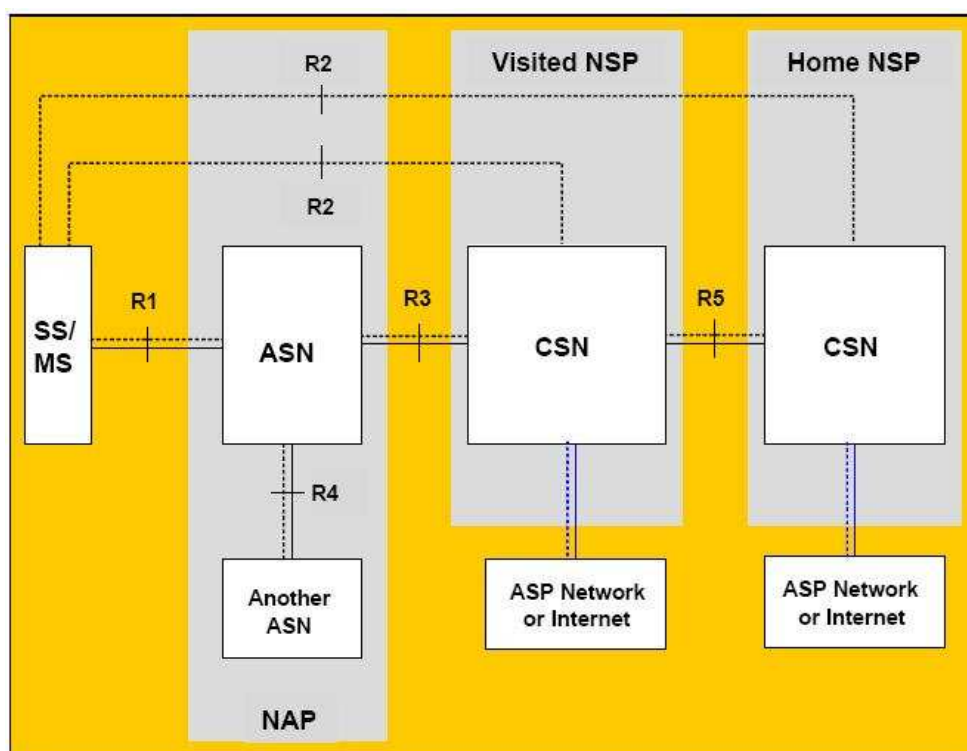 R2
Visited NSP
Home NSP
R2
SS/
MS
R1
ASN
R3
CSN
R5
CSN
R4
Another
ASN
ASP Network
or Internet
ASP Network
or Internet
NAP